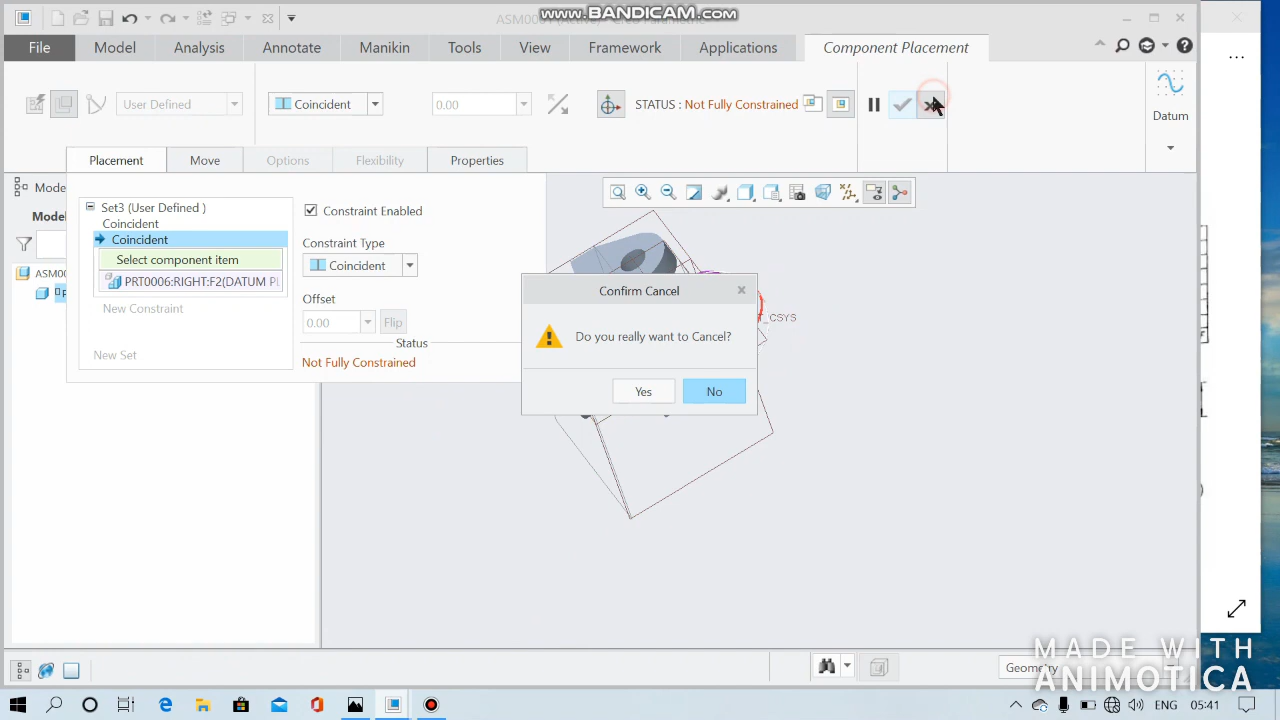 www.BANDICAM.com
File
Model
Analysis
Annotate
Manikin
Tools
View
Framework
Applications
Component Placement
User Defined
Coincident
0.00
STATUS : Not Fully Constrained
Datum
Placement
Move
Options
Flexibility
Properties
Set3 (User Defined )
Coincident
Coincident
Select component item
PRT0006:RIGHT:F2(DATUM PL
New Constraint
New Set
Constraint Enabled
Constraint Type
Coincident
Offset
0.00
Flip
Status
Not Fully Constrained
Confirm Cancel
Do you really want to Cancel?
Yes
No
_CSYS
Geometry
MADE WITH
ANIMOTICA
ENG
05:41